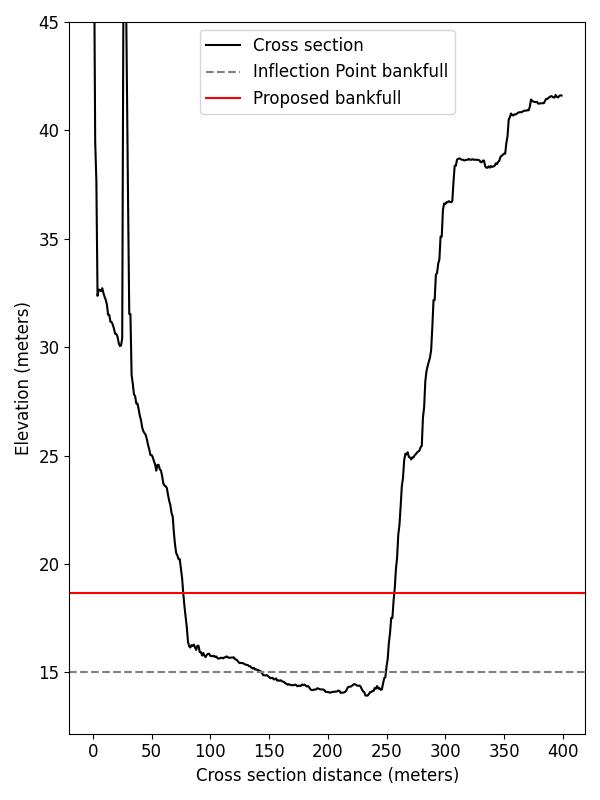 Cross section
Inflection Point bankfull
Proposed bankfull
Elevation (meters)
45
40
35
30
25
20
15
0 50 100 150 200 250 300 350 400
Cross section distance (meters)